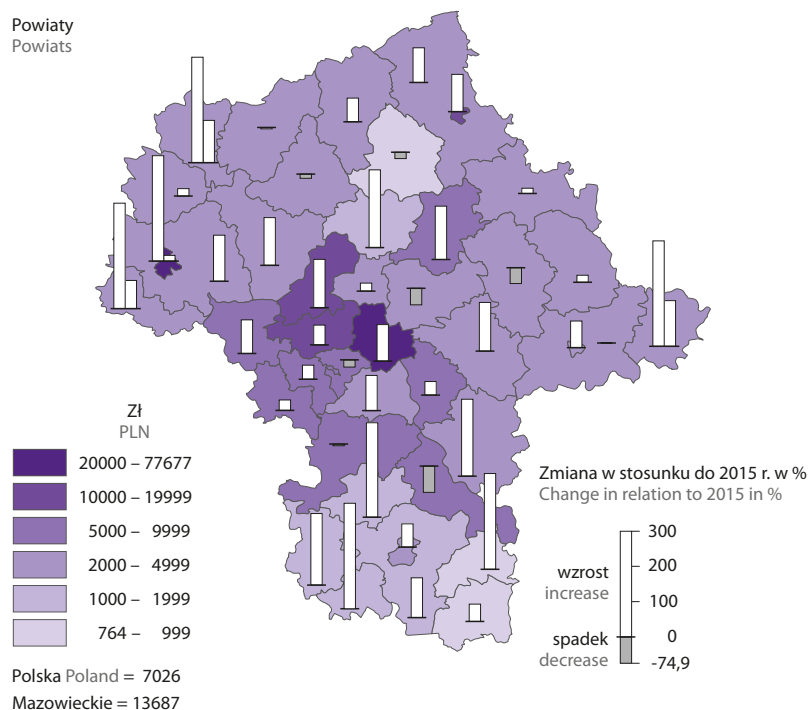 Powiaty
Powiats
Zł
PLN
20000 – 77677
10000 – 19999
5000 – 9999
2000 – 4999
1000 – 1999
764 – 999
Polska Poland = 7026
Mazowieckie = 13687
Zmiana w stosunku do 2015 r. w %
Change in relation to 2015 in %
300
200
100
0
-74,9
wzrost
increase
spadek
decrease